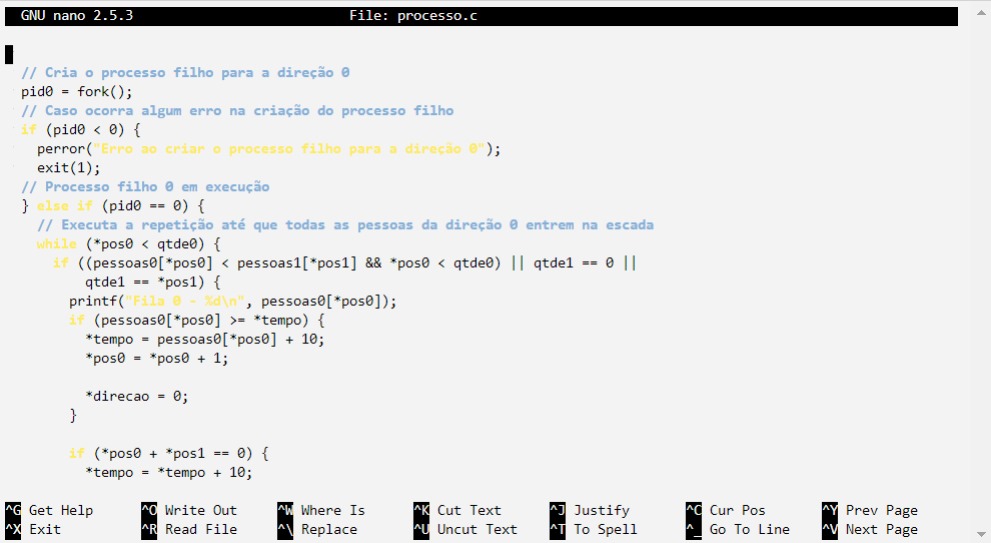 GNU nano 2.5.3 File: processo.c
// Cria o processo filho para a direção 0
pid0 = fork();
// Caso ocorra algum erro na criação do processo filho
if (pid0 < 0) {
perror("Erro ao criar o processo filho para a direção 0");
exit(1);
// Processo filho 0 em execução
} else if (pid0 == 0) {
// Executa a repetição até que todas as pessoas da direção 0 entrem na escada
while (*pos0 < qtde0) {
if ((pessoas0[*pos0] < pessoas1[*pos1] && *pos0 < qtde0) || qtde1 == 0 ||
qtde1 == *pos1) {
printf("Fila 0 - %d\n", pessoas0[*pos0]);
if (pessoas0[*pos0] >= *tempo) {
*tempo = pessoas0[*pos0] + 10;
*pos0 = *pos0 + 1;
*direcao = 0;
}
if (*pos0 + *pos1 == 0) {
*tempo = *tempo + 10;
^G Get Help ^O Write Out ^W Where Is ^K Cut Text ^J Justify ^C Cur Pos ^Y Prev Page
^X Exit ^R Read File ^\ Replace ^U Uncut Text ^T To Spell ^_ Go To Line ^V Next Page